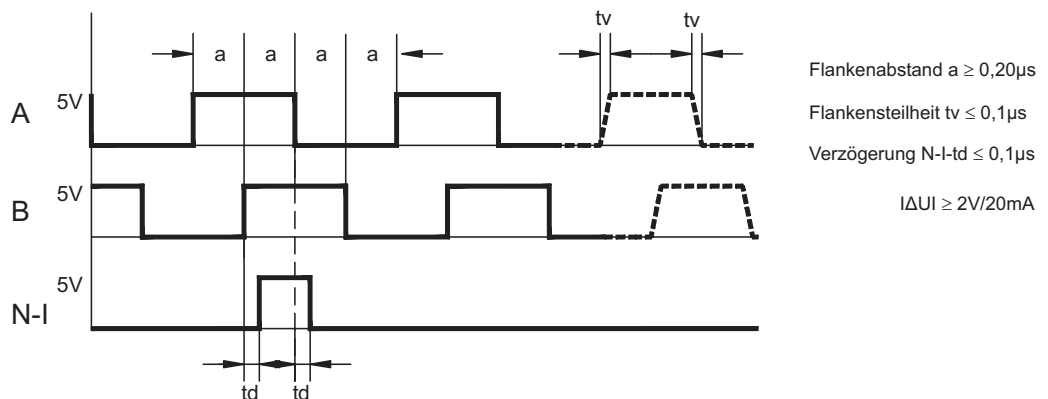 tv tv
a a a a
A 5V
B 5V
N-I 5V
td td
Flankenabstand a ≥ 0,20µs
Flankensteilheit tv ≤ 0,1µs
Verzögerung N-I-td ≤ 0,1µs
IΔUI ≥ 2V/20mA